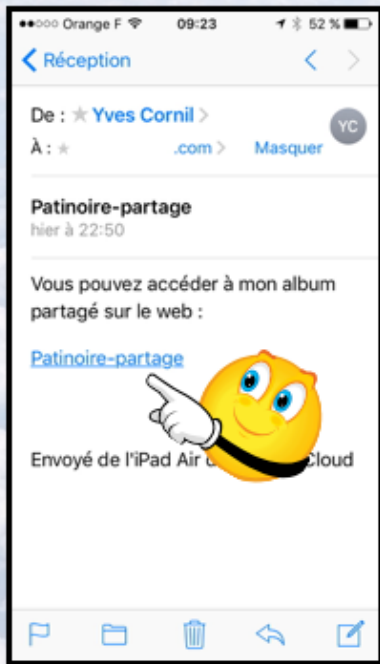 Orange F 09:23 52 %
Réception
De : Yves Cornil
YC
À : .com Masquer
Patinoire-partage
hier à 22:50
Vous pouvez accéder à mon album
partagé sur le web :
Patinoire-partage
Envoyé de l'iPad Air Cloud